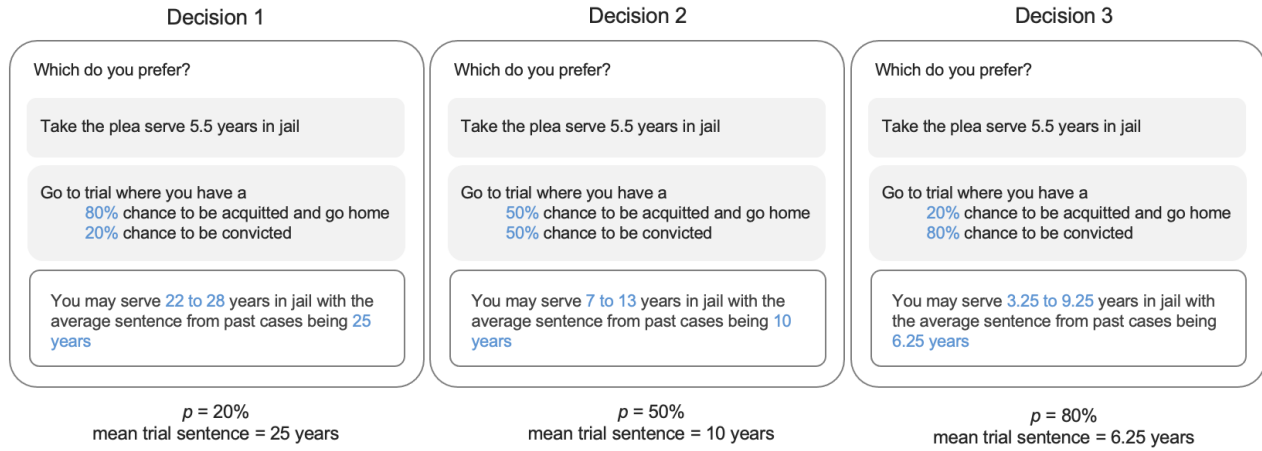 Decision 1
Which do you prefer?
Take the plea serve 5.5 years in jail
Go to trial where you have a
80% chance to be acquitted and go home
20% chance to be convicted
You may serve 22 to 28 years in jail with the
average sentence from past cases being 25
years
p = 20%
mean trial sentence = 25 years
Decision 2
Which do you prefer?
Take the plea serve 5.5 years in jail
Go to trial where you have a
50% chance to be acquitted and go home
50% chance to be convicted
You may serve 7 to 13 years in jail with the
average sentence from past cases being 10
years
p = 50%
mean trial sentence = 10 years
Decision 3
Which do you prefer?
Take the plea serve 5.5 years in jail
Go to trial where you have a
20% chance to be acquitted and go home
80% chance to be convicted
You may serve 3.25 to 9.25 years in jail with
the average sentence from past cases being
6.25 years
p = 80%
mean trial sentence = 6.25 years